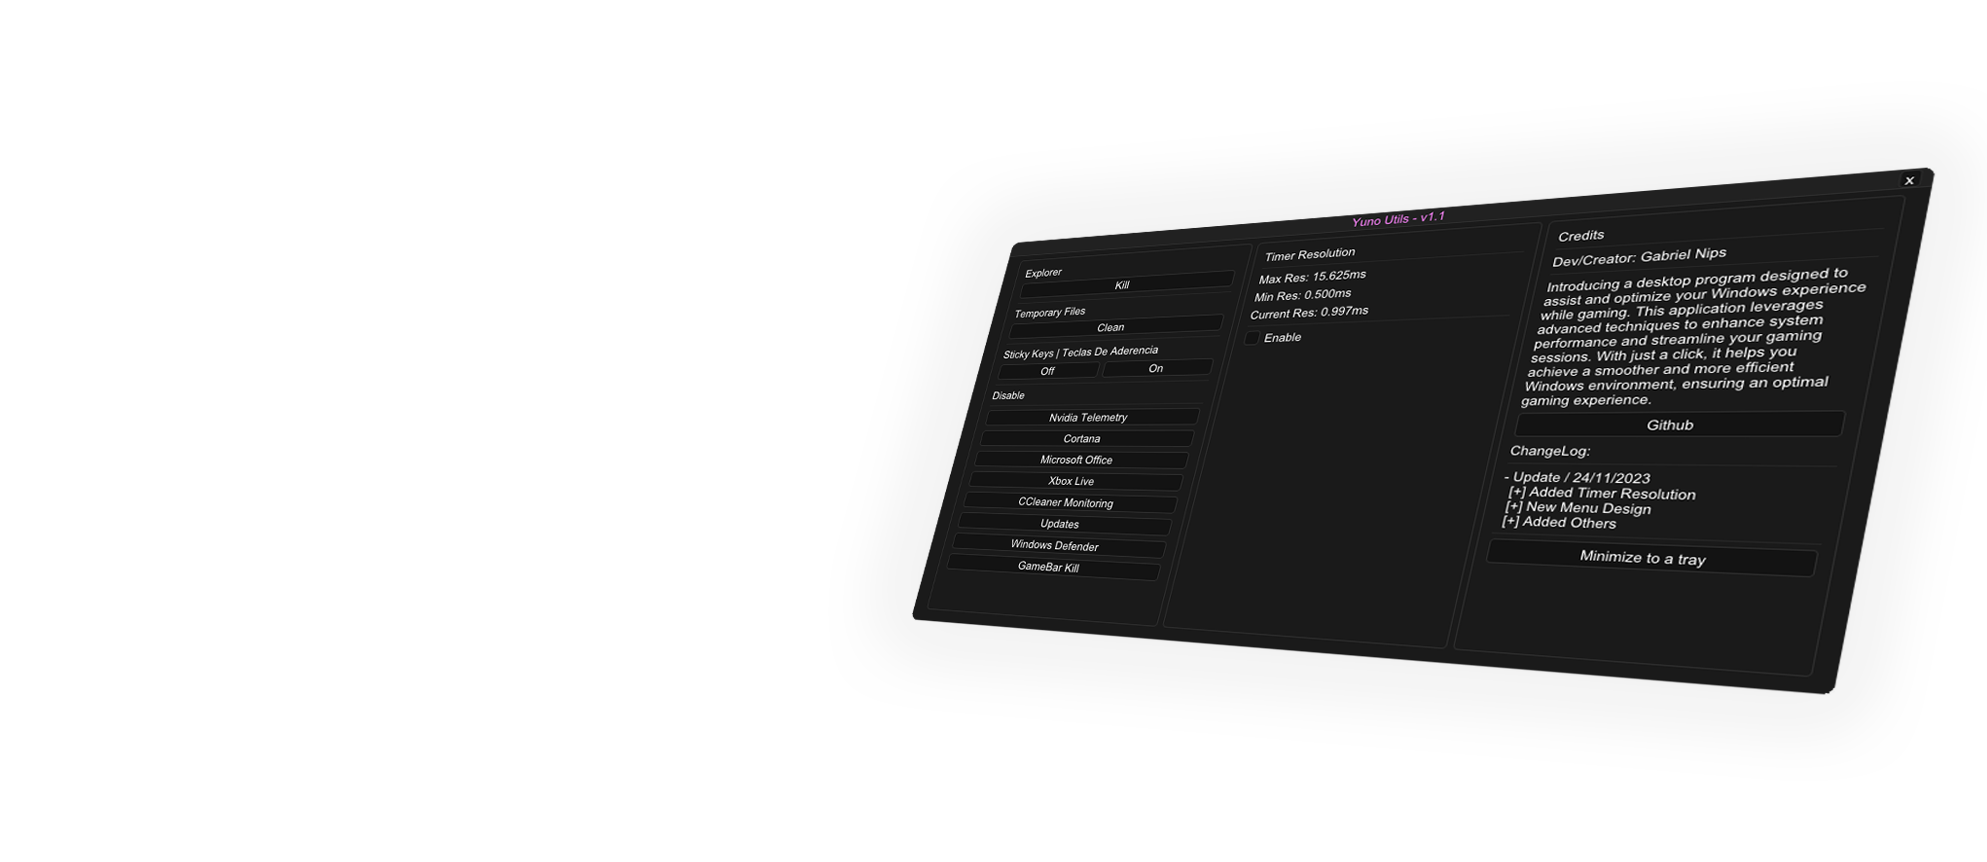 Yuno Utils - v1.1
x
Explorer
Kill
Temporary Files
Clean
Sticky Keys | Teclas De Aderencia
Off
On
Disable
Nvidia Telemetry
Cortana
Microsoft Office
Xbox Live
CCleaner Monitoring
Updates
Windows Defender
GameBar Kill
Timer Resolution
Max Res: 15.625ms
Min Res: 0.500ms
Current Res: 0.997ms
Enable
Credits
Dev/Creator: Gabriel Nips
Introducing a desktop program designed to
assist and optimize your Windows experience
while gaming. This application leverages
advanced techniques to enhance system
performance and streamline your gaming
sessions. With just a click, it helps you
achieve a smoother and more efficient
Windows environment, ensuring an optimal
gaming experience.
Github
ChangeLog:
- Update / 24/11/2023
[+] Added Timer Resolution
[+] New Menu Design
[+] Added Others
Minimize to a tray